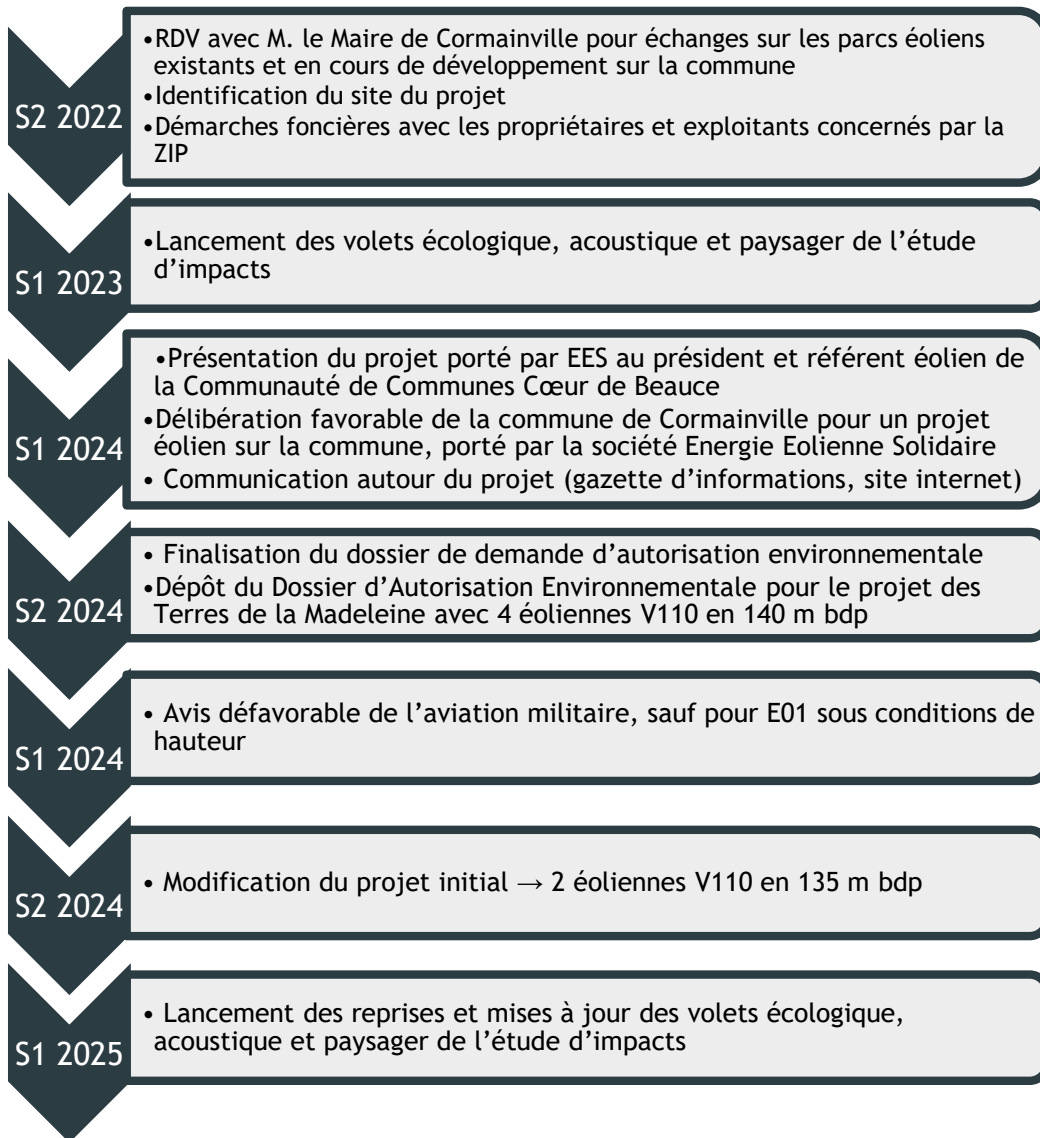 S2 2022
•RDV avec M. le Maire de Cormainville pour échanges sur les parcs éoliens
existants et en cours de développement sur la commune
•Identification du site du projet
•Démarches foncières avec les propriétaires et exploitants concernés par la
ZIP
S1 2023
•Lancement des volets écologique, acoustique et paysager de l’étude
d’impacts
S1 2024
•Présentation du projet porté par EES au président et référent éolien de
la Communauté de Communes Cœur de Beauce
•Délibération favorable de la commune de Cormainville pour un projet
éolien sur la commune, porté par la société Energie Eolienne Solidaire
• Communication autour du projet (gazette d’informations, site internet)
S2 2024
• Finalisation du dossier de demande d’autorisation environnementale
•Dépôt du Dossier d’Autorisation Environnementale pour le projet des
Terres de la Madeleine avec 4 éoliennes V110 en 140 m bdp
S1 2024
• Avis défavorable de l’aviation militaire, sauf pour E01 sous conditions de
hauteur
S2 2024
• Modification du projet initial → 2 éoliennes V110 en 135 m bdp
S1 2025
• Lancement des reprises et mises à jour des volets écologique,
acoustique et paysager de l’étude d’impacts